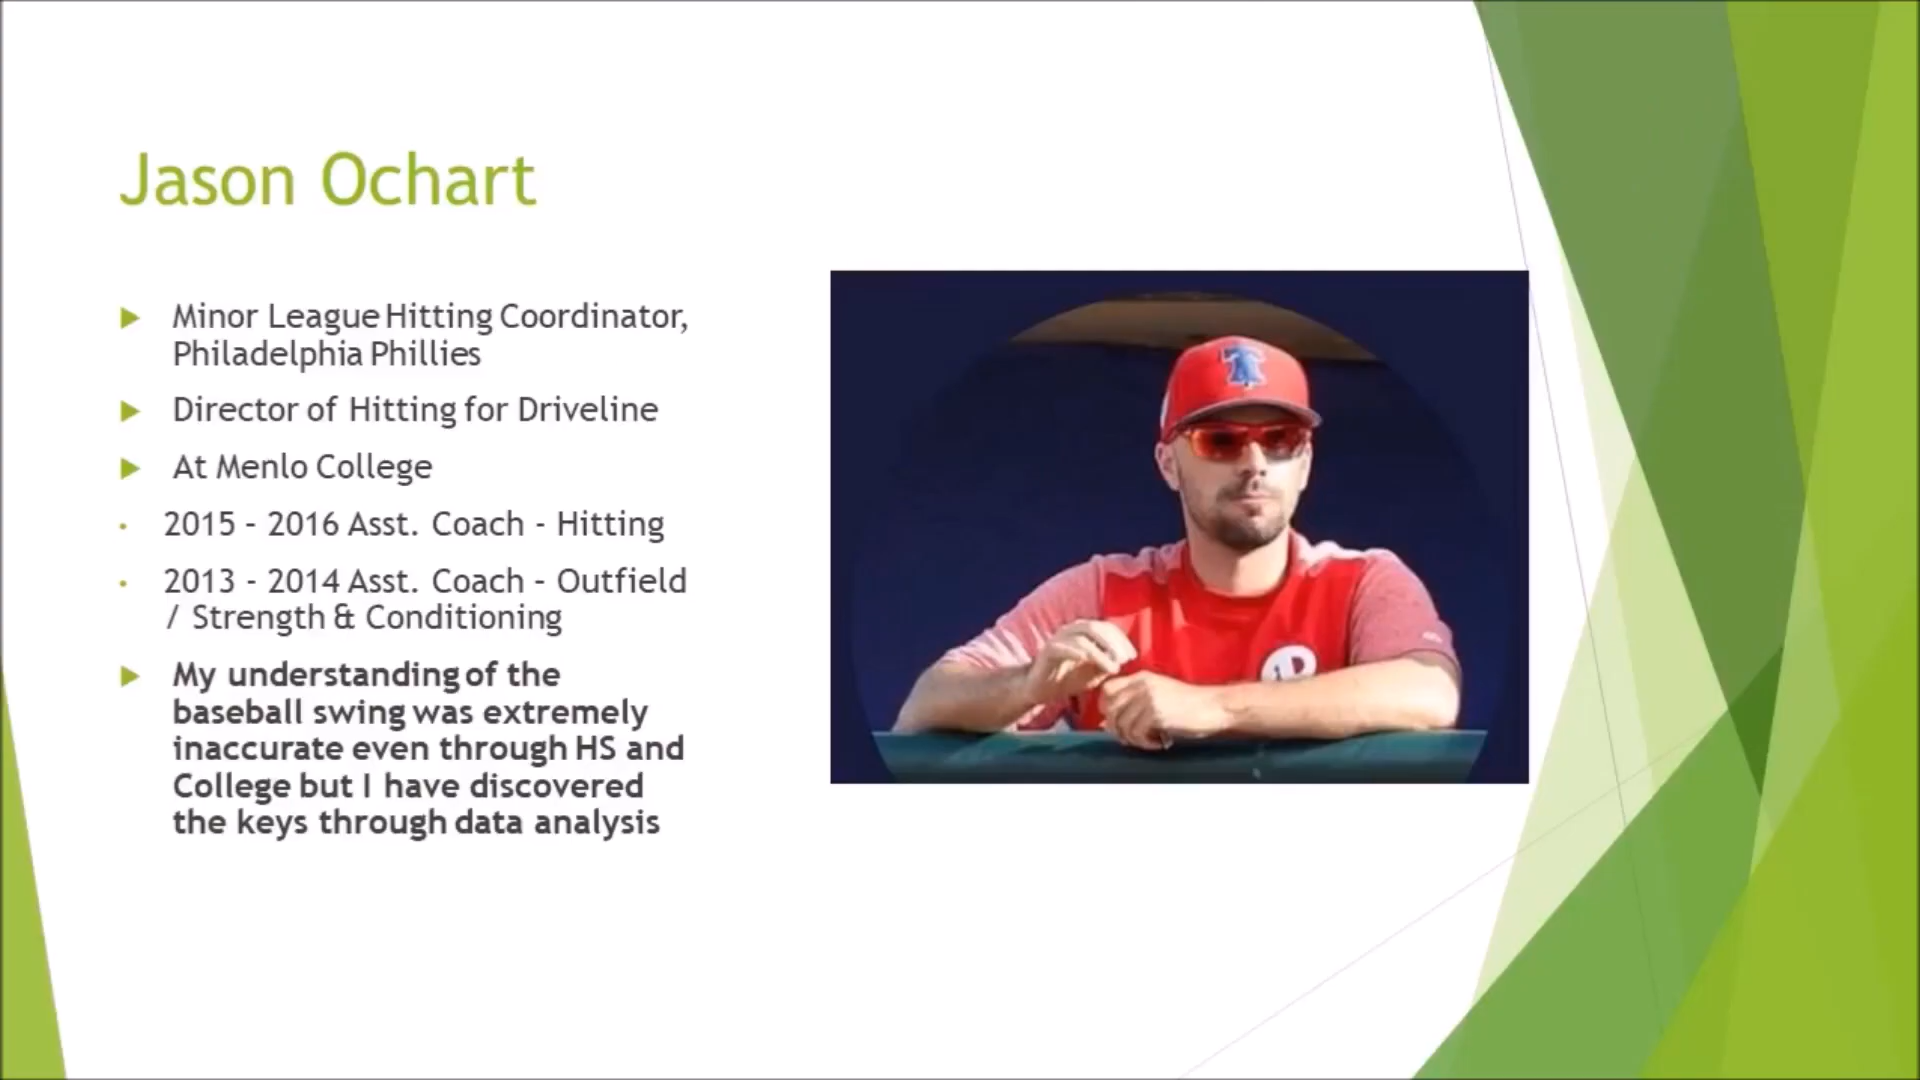 Jason Ochart
Minor League Hitting Coordinator,
Philadelphia Phillies
Director of Hitting for Driveline
At Menlo College
2015 – 2016 Asst. Coach - Hitting
2013 - 2014 Asst. Coach – Outfield
/ Strength & Conditioning
My understanding of the
baseball swing was extremely
inaccurate even through HS and
College but I have discovered
the keys through data analysis